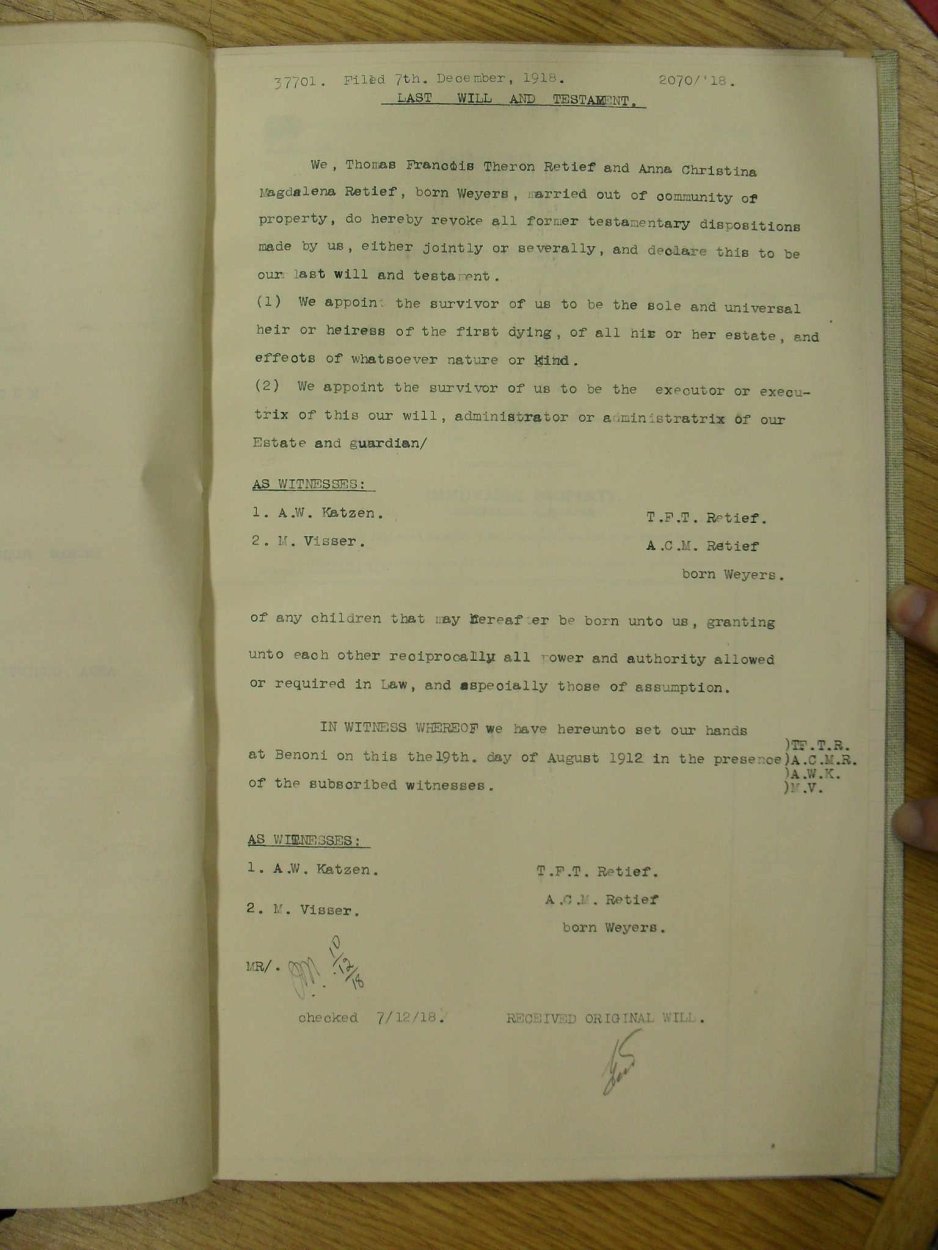 37701. Filed 7th. December, 1918. 2070/'18.
LAST WILL AND TESTAMENT.
We, Thomas Francois Theron Retief and Anna Christina
Magdalena Retief, born Weyers, married out of community of
property, do hereby revoke all former testamentary dispositions
made by us, either jointly or severally, and declare this to be
our last will and testament.
(1) We appoint the survivor of us to be the sole and universal
heir or heiress of the first dying, of all his or her estate, and
effects of whatsoever nature or kind.
(2) We appoint the survivor of us to be the executor or execu-
trix of this our will, administrator or administratrix of our
Estate and guardian/
AS WITNESSES:
1. A.W. Katzen. T.F.T. Retief.
2. M. Visser. A.C.M. Retief
born Weyers.
of any children that may hereafter be born unto us, granting
unto each other reciprocally all power and authority allowed
or required in Law, and especially those of assumption.
IN WITNESS WHEREOF we have hereunto set our hands
)TF.T.R.
at Benoni on this the 19th. day of August 1912 in the presence)A.C.M.R.
)A.W.K.
of the subscribed witnesses. )M.V.
AS WITNESSES:
1. A.W. Katzen. T.F.T. Retief.
2. M. Visser. A.C.M. Retief
born Weyers.
MR/. 10/12/18
checked 7/12/18. RECEIVED ORIGINAL WILL.